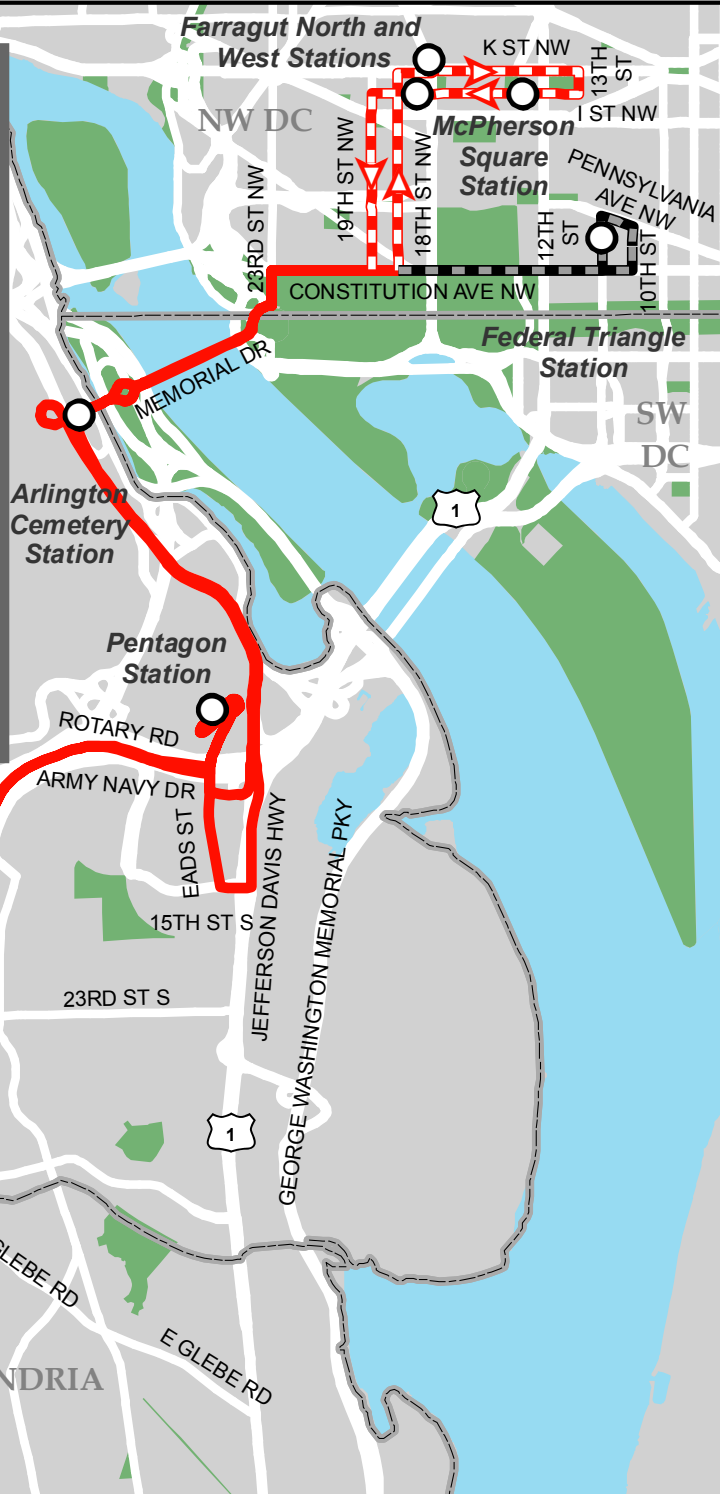 Farragut North and
West Stations
K ST NW
13TH
ST
I ST NW
NW DC
McPherson
Square
Station
PENNSYLVANIA
AVE NW
19TH ST NW
18TH ST NW
23RD ST NW
12TH
ST
10TH ST
CONSTITUTION AVE NW
Federal Triangle
Station
MEMORIAL DR
SW
DC
Arlington
Cemetery
Station
1
Pentagon
Station
ROTARY RD
ARMY NAVY DR
EADS ST
JEFFERSON DAVIS HWY
GEORGE WASHINGTON MEMORIAL PKY
15TH ST S
23RD ST S
1
GLEBE RD
E GLEBE RD
NDRIA